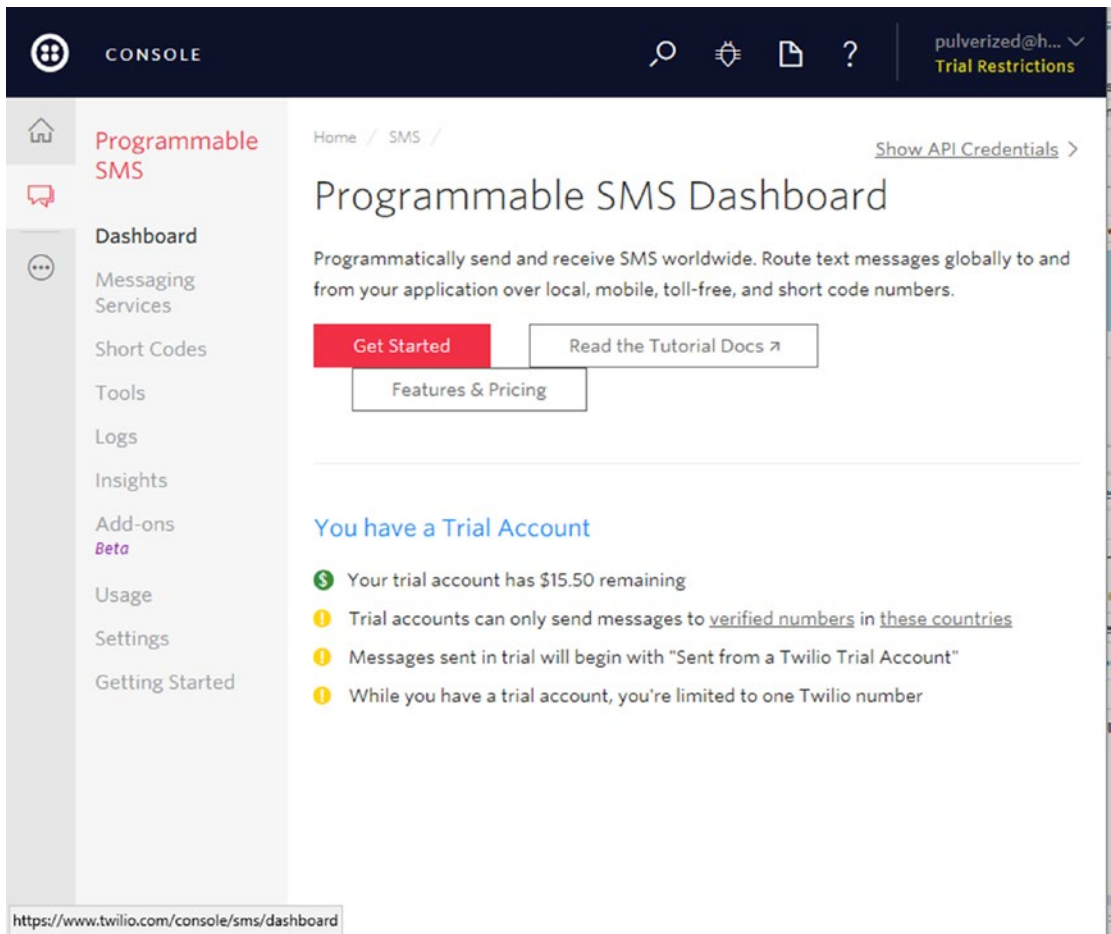 CONSOLE
pulverized@h...
Trial Restrictions
Programmable
SMS
Dashboard
Messaging
Services
Short Codes
Tools
Logs
Insights
Add-ons
Beta
Usage
Settings
Getting Started
Home / SMS /
Show API Credentials >
Programmable SMS Dashboard
Programmatically send and receive SMS worldwide. Route text messages globally to and
from your application over local, mobile, toll-free, and short code numbers.
Get Started
Read the Tutorial Docs ↗
Features & Pricing
You have a Trial Account
Your trial account has $15.50 remaining
Trial accounts can only send messages to verified numbers in these countries
Messages sent in trial will begin with "Sent from a Twilio Trial Account"
While you have a trial account, you're limited to one Twilio number
https://www.twilio.com/console/sms/dashboard